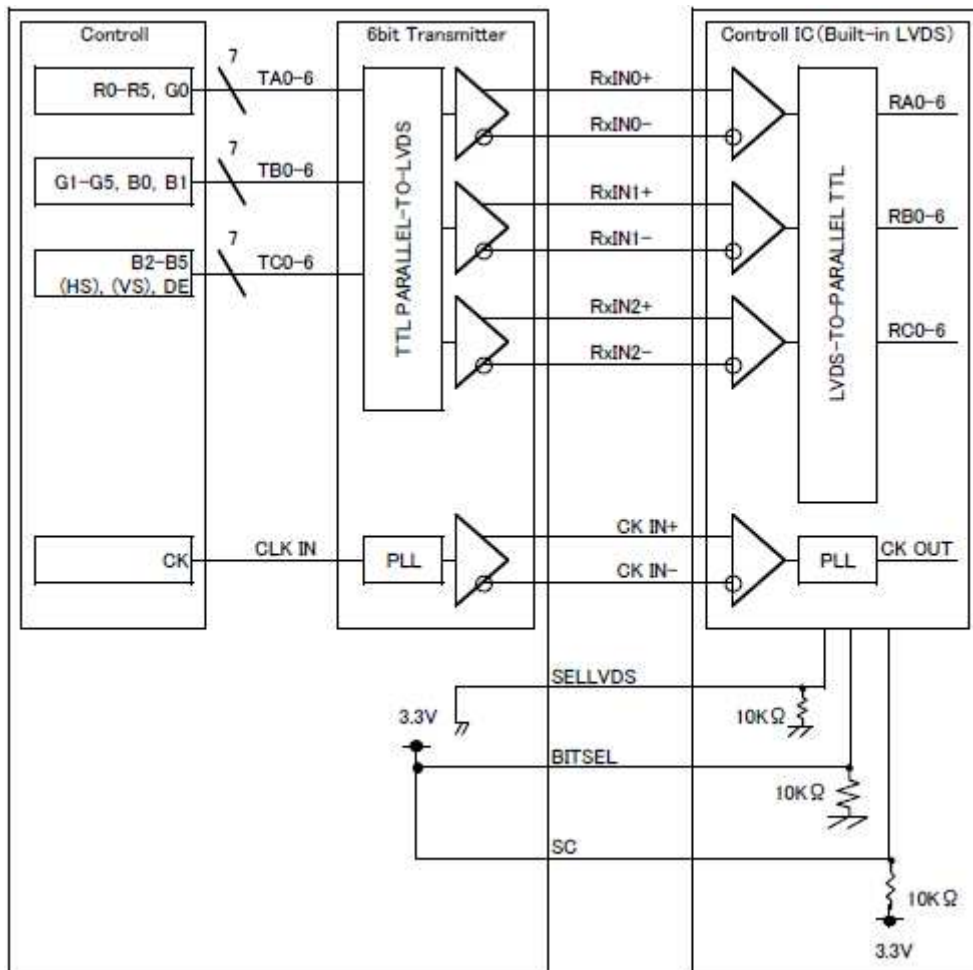 Controll
6bit Transmitter
Controll IC(Built-in LVDS)
7
R0-R5, G0
TA0-6
RxIN0+
RA0-6
RxIN0-
7
G1-G5, B0, B1
TB0-6
RxIN1+
RB0-6
RxIN1-
7
B2-B5
(HS), (VS), DE
TC0-6
RxIN2+
RC0-6
RxIN2-
TTL PARALLEL-TO-LVDS
LVDS-TO-PARALLEL TTL
CK
CLK IN
PLL
CK IN+
CK IN-
PLL
CK OUT
SELLVDS
3.3V
10KΩ
BITSEL
10KΩ
SC
10KΩ
3.3V